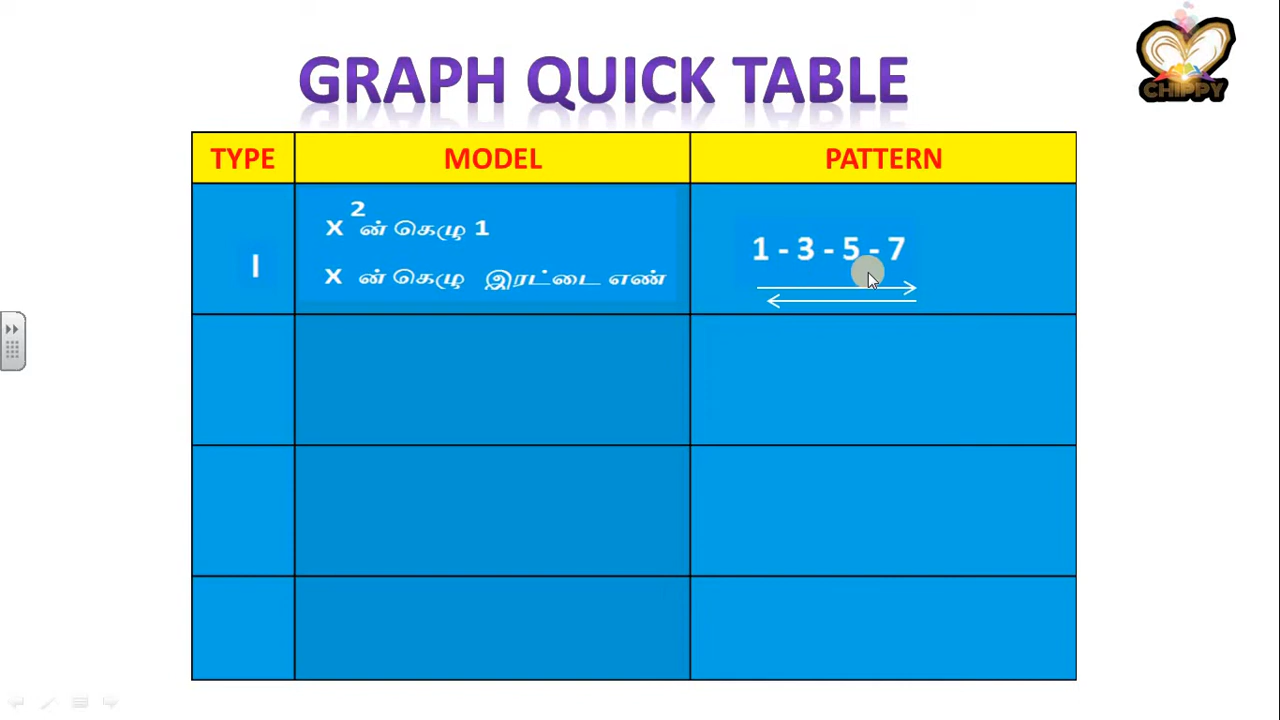 CHIPPY
GRAPH QUICK TABLE
TYPE MODEL PATTERN
I
X² ன் கெழு 1
X ன் கெழு இரட்டை எண்
1 - 3 - 5 - 7